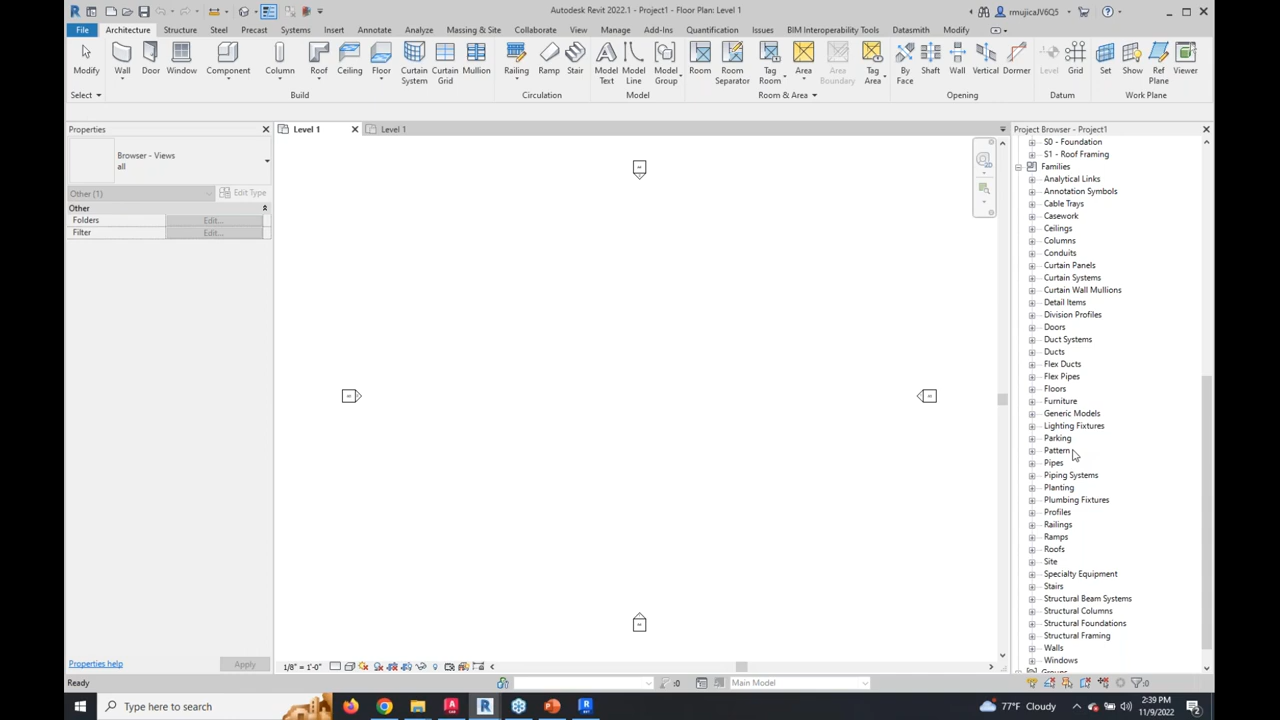 Autodesk Revit 2022.1 - Project1 - Floor Plan: Level 1
rmujicaJV6Q5
File Architecture Structure Steel Precast Systems Insert Annotate Analyze Massing & Site Collaborate View Manage Add-Ins Quantification Issues BIM Interoperability Tools Datasmith Modify
Modify Wall Door Window Component Column Roof Ceiling Floor Curtain System Curtain Grid Mullion Railing Ramp Stair Model Text Model Line Model Group Room Room Separator Tag Room Area Area Boundary Tag Area By Face Shaft Wall Vertical Dormer Level Grid Set Show Ref Plane Viewer
Select Build Circulation Model Room & Area Opening Datum Work Plane
Properties
Level 1
Level 1
Project Browser - Project1
Browser - Views
all
Other (1)
Edit Type
Other
Folders Edit...
Filter Edit...
S0 - Foundation
S1 - Roof Framing
Families
Analytical Links
Annotation Symbols
Cable Trays
Casework
Ceilings
Columns
Conduits
Curtain Panels
Curtain Systems
Curtain Wall Mullions
Detail Items
Division Profiles
Doors
Duct Systems
Ducts
Flex Ducts
Flex Pipes
Floors
Furniture
Generic Models
Lighting Fixtures
Parking
Pattern
Pipes
Piping Systems
Planting
Plumbing Fixtures
Profiles
Railings
Ramps
Roofs
Site
Specialty Equipment
Stairs
Structural Beam Systems
Structural Columns
Structural Foundations
Structural Framing
Walls
Windows
Groups
Properties help
Apply
1/8" = 1'-0"
Ready
:0
Main Model
:0
Type here to search
77°F Cloudy
2:39 PM
11/9/2022